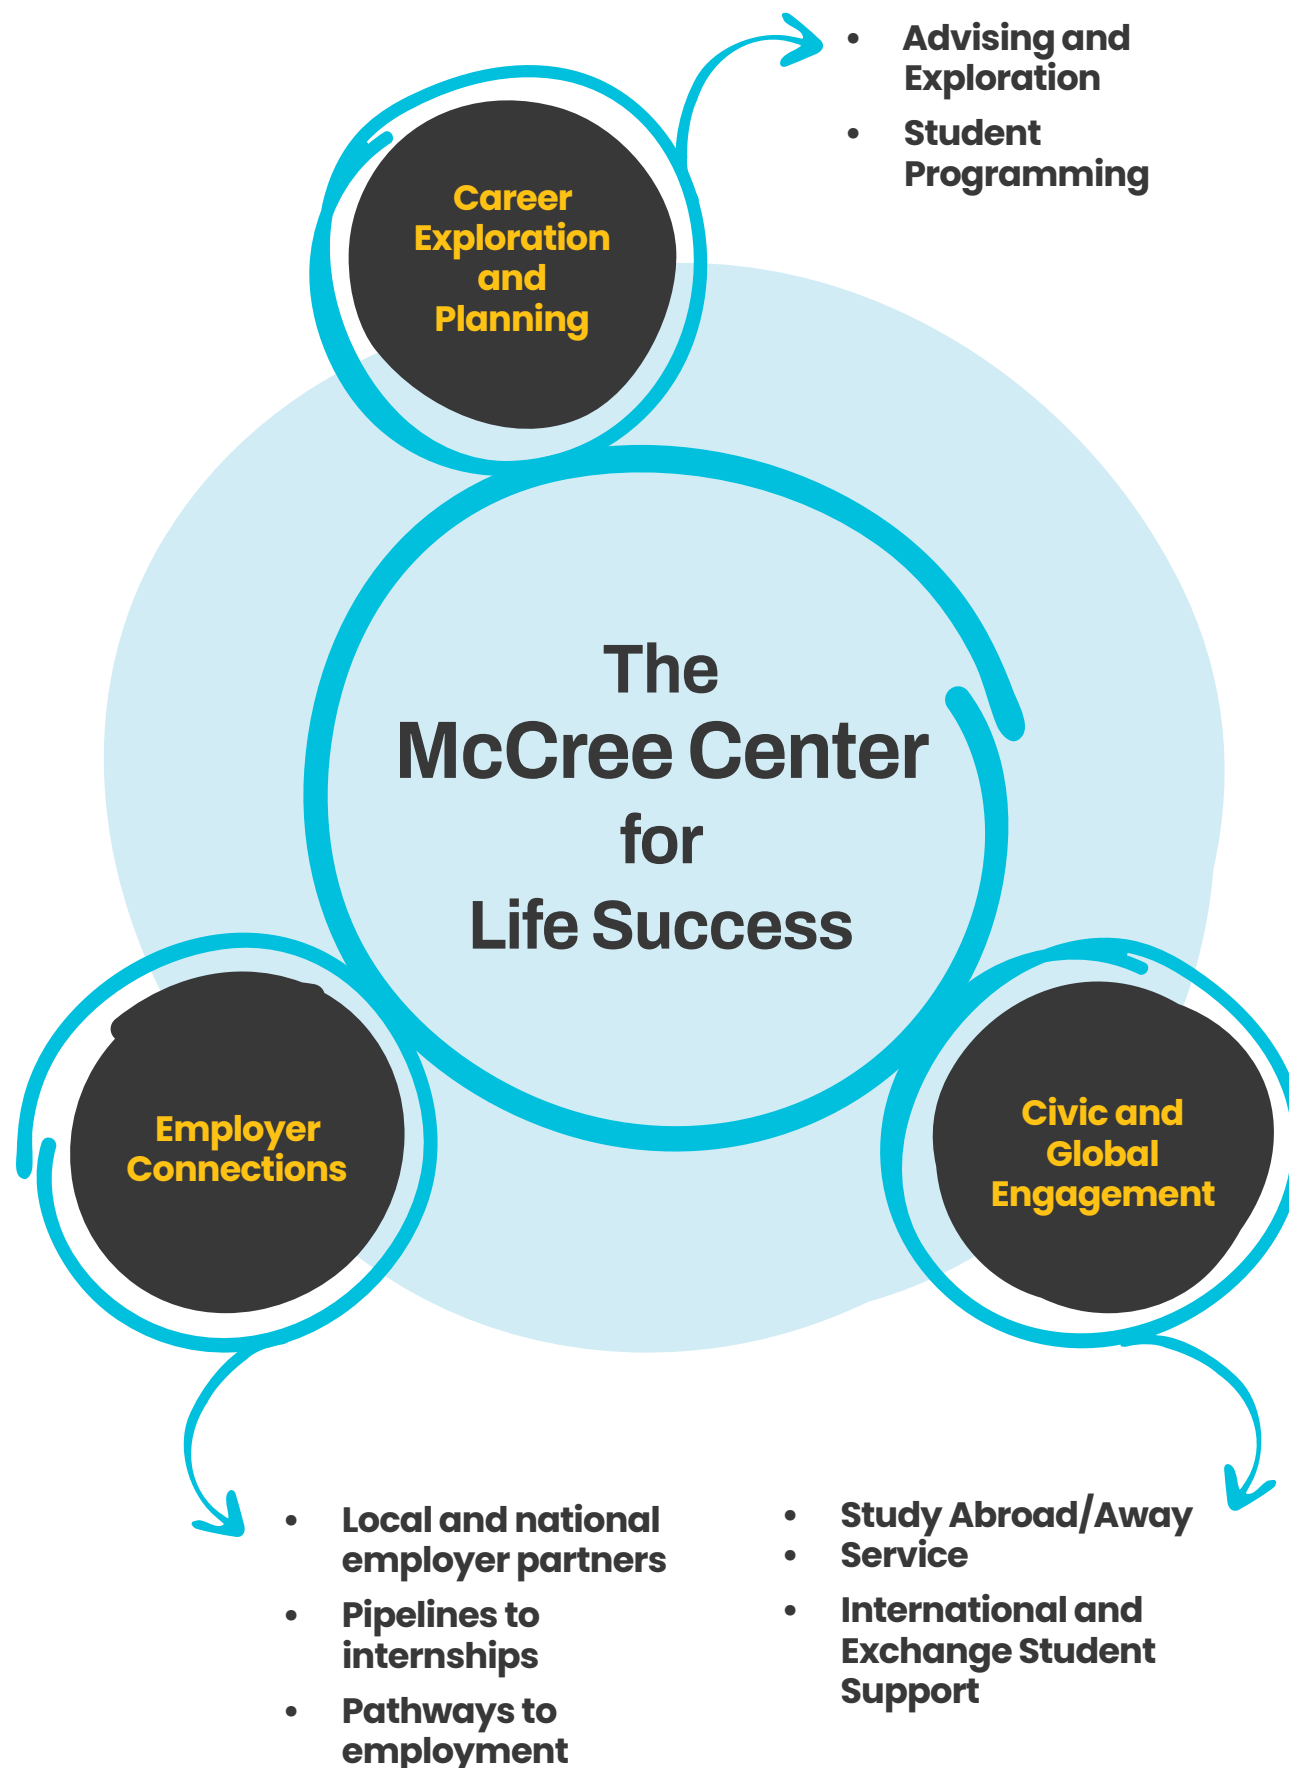 • Advising and
Exploration
• Student
Programming
Career
Exploration
and
Planning
The
McCree Center
for
Life Success
Employer
Connections
Civic and
Global
Engagement
• Local and national
employer partners
• Pipelines to
internships
• Pathways to
employment
• Study Abroad/Away
• Service
• International and
Exchange Student
Support